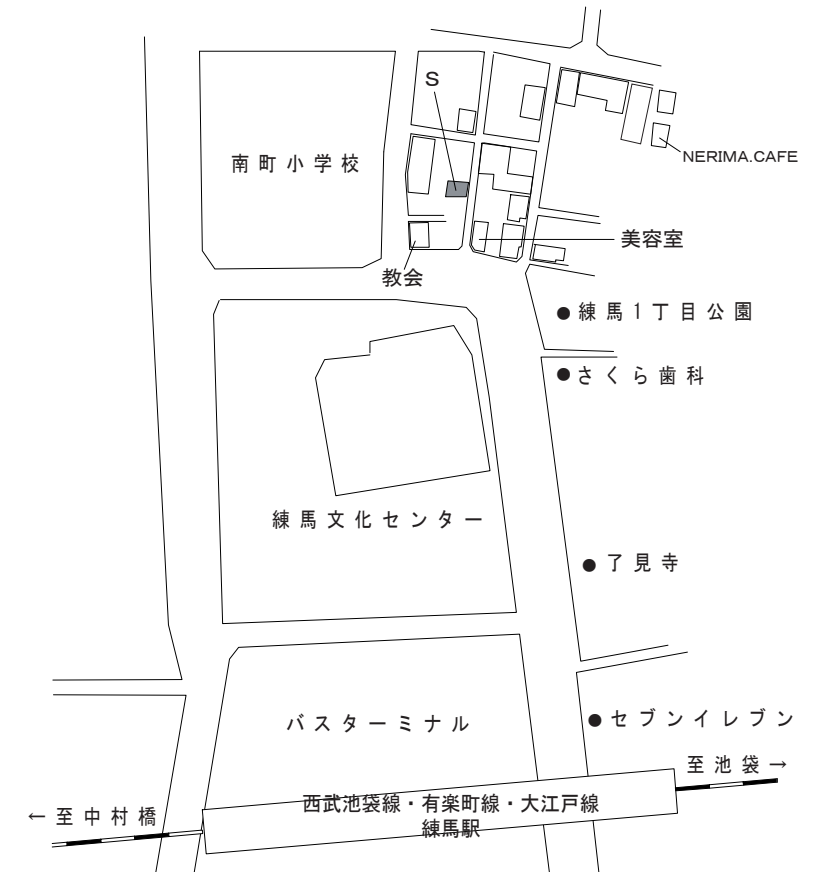 S
南町小学校
NERIMA.CAFE
美容室
教会
練馬1丁目公園
さくら歯科
練馬文化センター
了見寺
バスターミナル
セブンイレブン
至池袋→
←至中村橋
西武池袋線・有楽町線・大江戸線
練馬駅